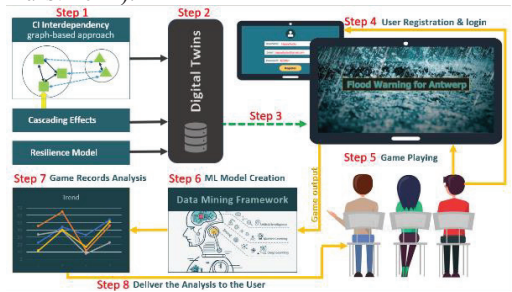 Step 1
Step 2
Step 4 User Registration & login
CI Interdependency
graph-based approach
Digital Twins
Register
Flood Warning for Antwerp
Cascading Effects
Step 3
Resilience Model
Step 5 Game Playing
Step 7 Game Records Analysis
Step 6 ML Model Creation
Game output
Trend
Data Mining Framework
Step 8 Deliver the Analysis to the User